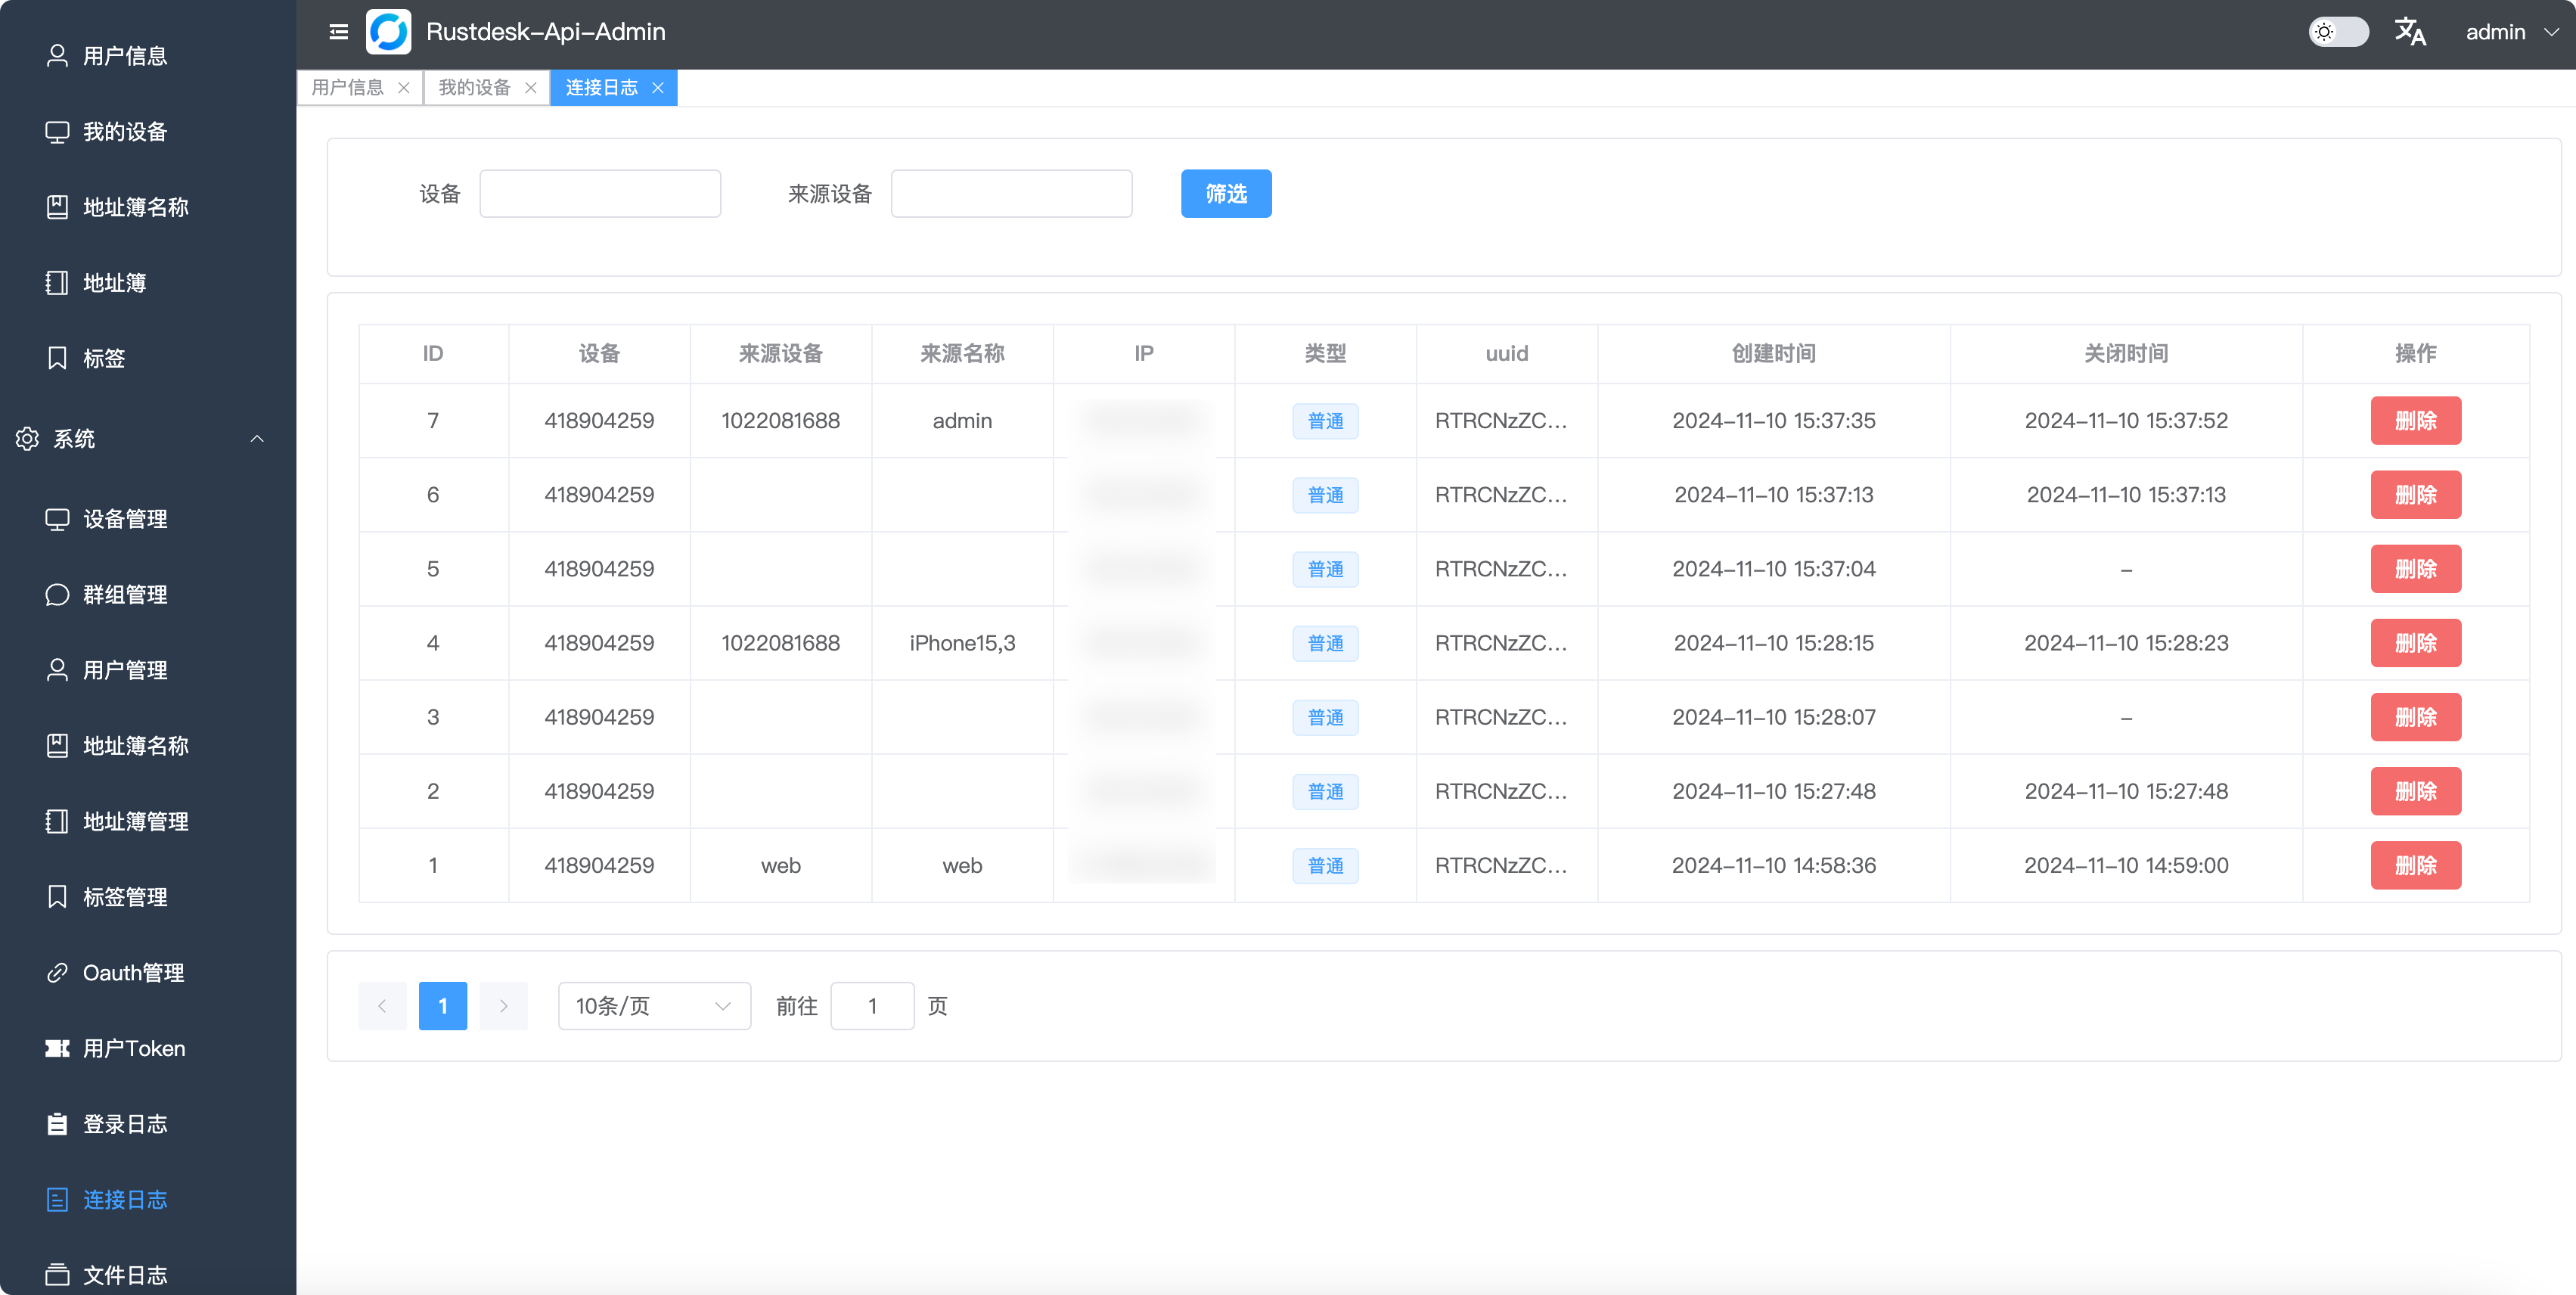 用户信息
我的设备
地址簿名称
地址簿
标签
系统
设备管理
群组管理
用户管理
地址簿名称
地址簿管理
标签管理
Oauth管理
用户Token
登录日志
连接日志
文件日志
Rustdesk-Api-Admin
admin
用户信息 我的设备 连接日志
设备 来源设备 筛选
ID 设备 来源设备 来源名称 IP 类型 uuid 创建时间 关闭时间 操作
7 418904259 1022081688 admin 普通 RTRCNzZC... 2024-11-10 15:37:35 2024-11-10 15:37:52 删除
6 418904259 普通 RTRCNzZC... 2024-11-10 15:37:13 2024-11-10 15:37:13 删除
5 418904259 普通 RTRCNzZC... 2024-11-10 15:37:04 - 删除
4 418904259 1022081688 iPhone15,3 普通 RTRCNzZC... 2024-11-10 15:28:15 2024-11-10 15:28:23 删除
3 418904259 普通 RTRCNzZC... 2024-11-10 15:28:07 - 删除
2 418904259 普通 RTRCNzZC... 2024-11-10 15:27:48 2024-11-10 15:27:48 删除
1 418904259 web web 普通 RTRCNzZC... 2024-11-10 14:58:36 2024-11-10 14:59:00 删除
1 10条/页 前往 1 页